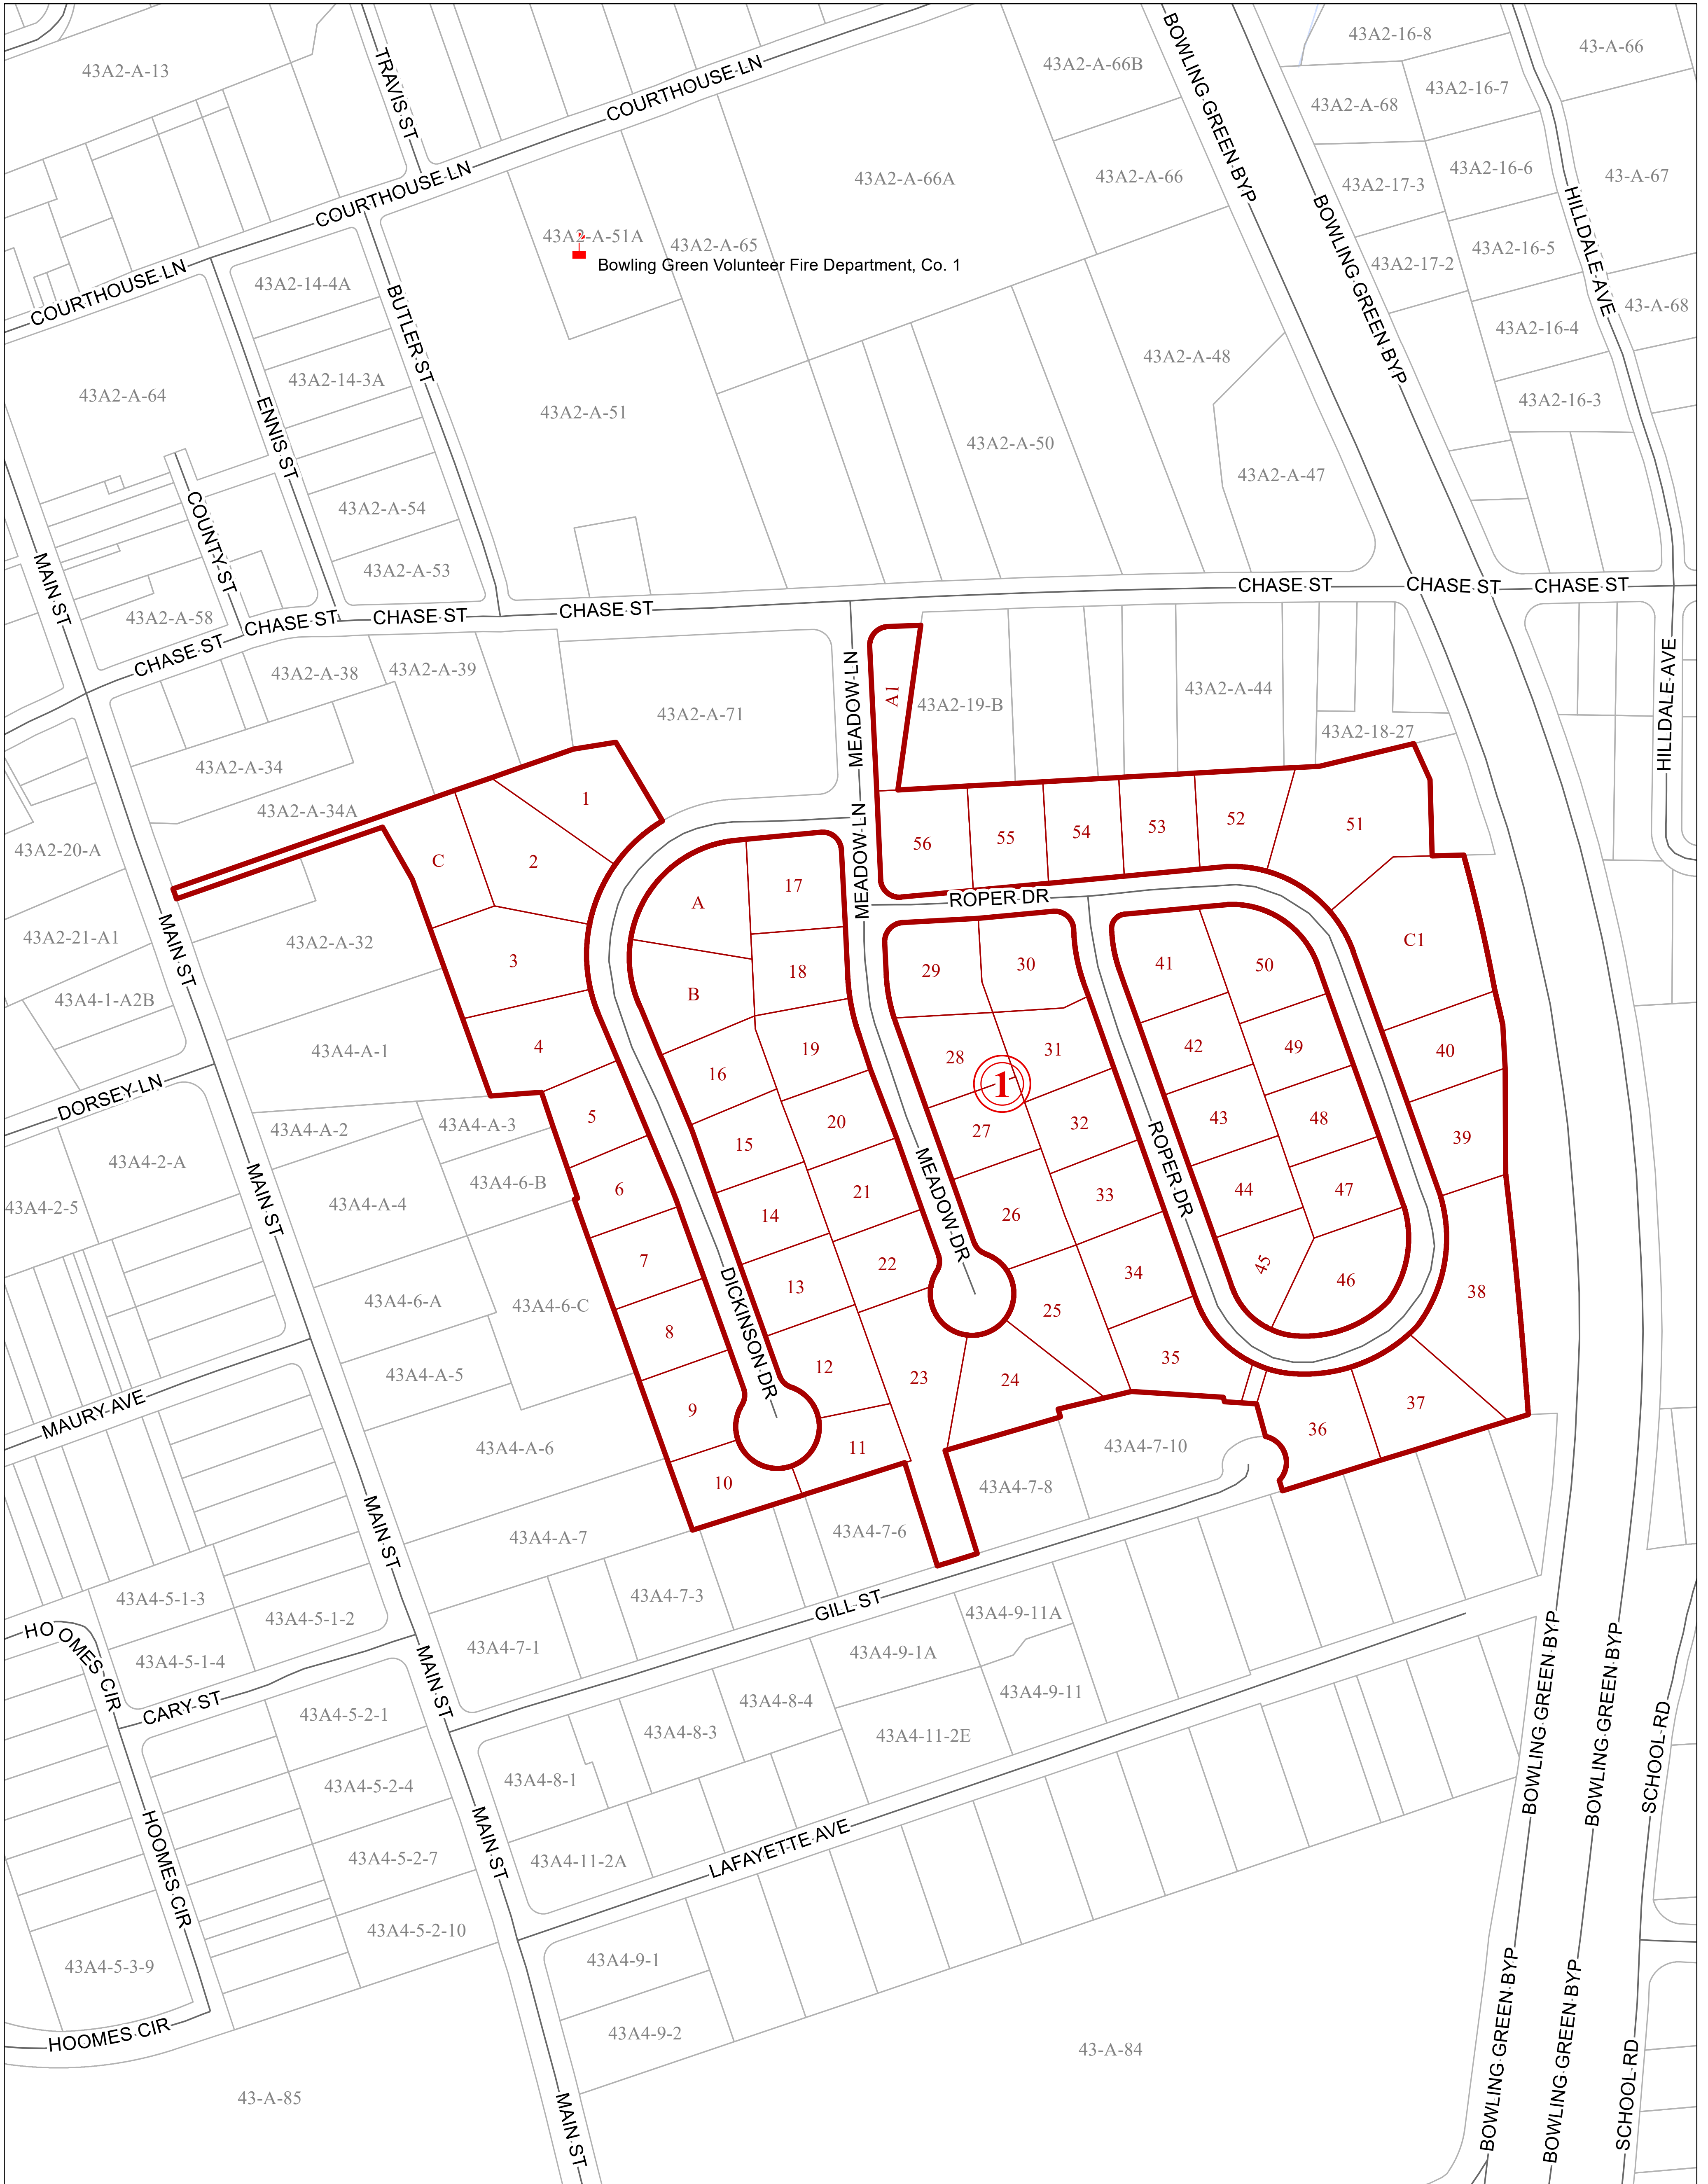 43A2-A-13
TRAVIS ST
COURTHOUSE LN
43A2-A-66B
BOWLING GREEN BYP
43A2-16-8
43-A-66
43A2-A-68
43A2-16-7
COURTHOUSE LN
43A2-A-66A
43A2-A-66
43A2-17-3
43A2-16-6
43-A-67
BOWLING GREEN BYP
HILLDALE AVE
COURTHOUSE LN
43A2-14-4A
43A2-A-51A
43A2-A-65
Bowling Green Volunteer Fire Department, Co. 1
43A2-17-2
43A2-16-5
43-A-68
43A2-16-4
BUTLER ST
43A2-A-64
43A2-14-3A
43A2-A-51
43A2-A-48
43A2-16-3
ENNIS ST
43A2-A-50
43A2-A-47
43A2-A-54
COUNTY ST
43A2-A-53
MAIN ST
43A2-A-58
CHASE ST
CHASE ST
CHASE ST
CHASE ST
CHASE ST
CHASE ST
CHASE ST
43A2-A-38
43A2-A-39
43A2-A-71
MEADOW LN
A1
43A2-19-B
43A2-A-44
43A2-18-27
HILLDALE AVE
43A2-A-34
43A2-A-34A
1
2
C
MEADOW LN
56
55
54
53
52
51
43A2-20-A
A
17
ROPER DR
43A2-21-A1
43A2-A-32
3
B
18
29
30
41
50
C1
MAIN ST
43A4-1-A2B
43A4-A-1
4
16
19
28
31
1
42
49
40
DORSEY LN
43A4-A-2
43A4-A-3
5
15
20
27
32
43
48
39
43A4-2-A
43A4-6-B
6
14
21
MEADOW DR
26
33
ROPER DR
44
47
43A4-2-5
MAIN ST
43A4-A-4
7
13
22
34
45
46
38
43A4-6-A
43A4-6-C
8
DICKINSON DR
25
43A4-A-5
12
23
24
35
37
MAURY AVE
9
43A4-A-6
11
43A4-7-10
36
10
43A4-7-8
43A4-7-6
MAIN ST
43A4-A-7
43A4-5-1-3
43A4-5-1-2
43A4-7-3
GILL ST
43A4-9-11A
HOOMES CIR
43A4-5-1-4
43A4-7-1
43A4-9-1A
MAIN ST
CARY ST
43A4-5-2-1
43A4-8-4
43A4-9-11
43A4-8-3
43A4-11-2E
BOWLING GREEN BYP
BOWLING GREEN BYP
SCHOOL RD
43A4-5-2-4
43A4-8-1
HOOMES CIR
MAIN ST
43A4-5-2-7
43A4-11-2A
LAFAYETTE AVE
43A4-5-2-10
43A4-5-3-9
43A4-9-1
HOOMES CIR
43A4-9-2
43-A-84
BOWLING GREEN BYP
BOWLING GREEN BYP
SCHOOL RD
43-A-85
MAIN ST